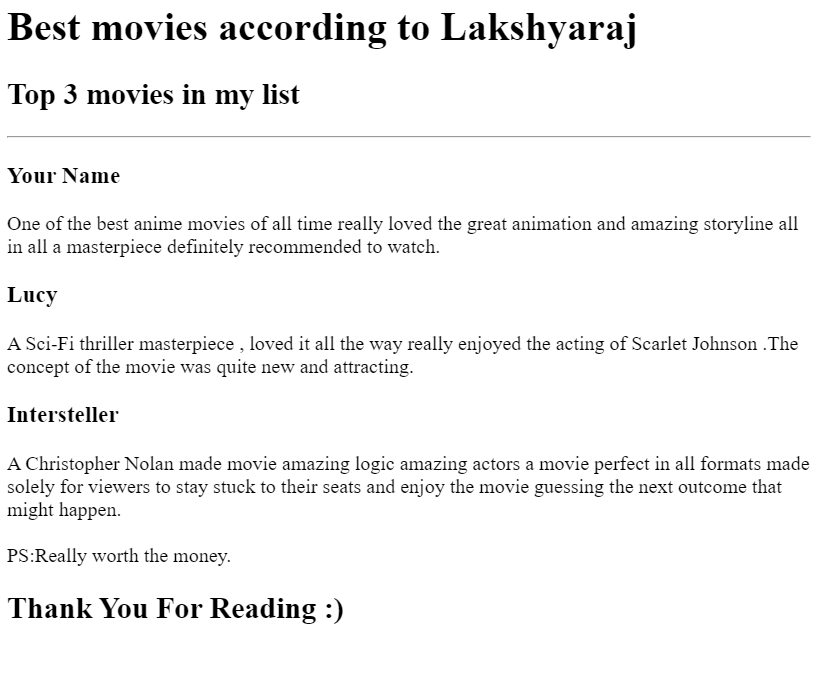 Best movies according to Lakshyaraj
Top 3 movies in my list
Your Name
One of the best anime movies of all time really loved the great animation and amazing storyline all
in all a masterpiece definitely recommended to watch.
Lucy
A Sci-Fi thriller masterpiece , loved it all the way really enjoyed the acting of Scarlet Johnson .The
concept of the movie was quite new and attracting.
Intersteller
A Christopher Nolan made movie amazing logic amazing actors a movie perfect in all formats made
solely for viewers to stay stuck to their seats and enjoy the movie guessing the next outcome that
might happen.
PS:Really worth the money.
Thank You For Reading :)